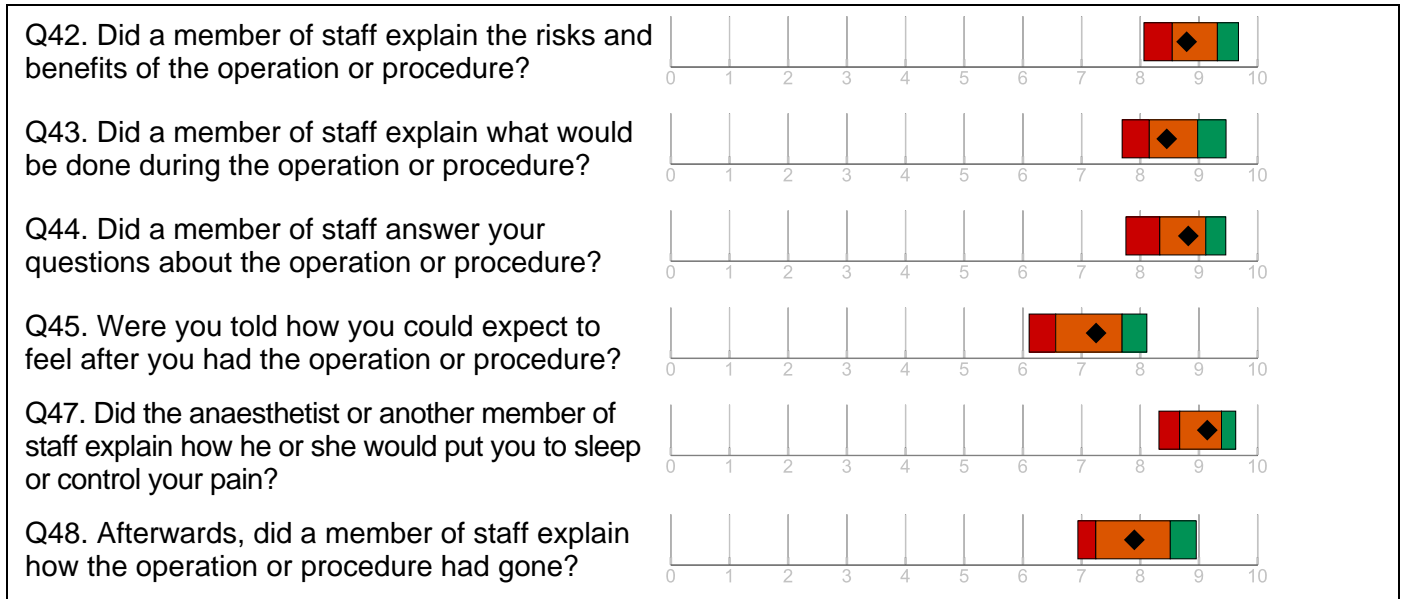 Q42. Did a member of staff explain the risks and
benefits of the operation or procedure?
0 1 2 3 4 5 6 7 8 9 10
Q43. Did a member of staff explain what would
be done during the operation or procedure?
0 1 2 3 4 5 6 7 8 9 10
Q44. Did a member of staff answer your
questions about the operation or procedure?
0 1 2 3 4 5 6 7 8 9 10
Q45. Were you told how you could expect to
feel after you had the operation or procedure?
0 1 2 3 4 5 6 7 8 9 10
Q47. Did the anaesthetist or another member of
staff explain how he or she would put you to sleep
or control your pain?
0 1 2 3 4 5 6 7 8 9 10
Q48. Afterwards, did a member of staff explain
how the operation or procedure had gone?
0 1 2 3 4 5 6 7 8 9 10